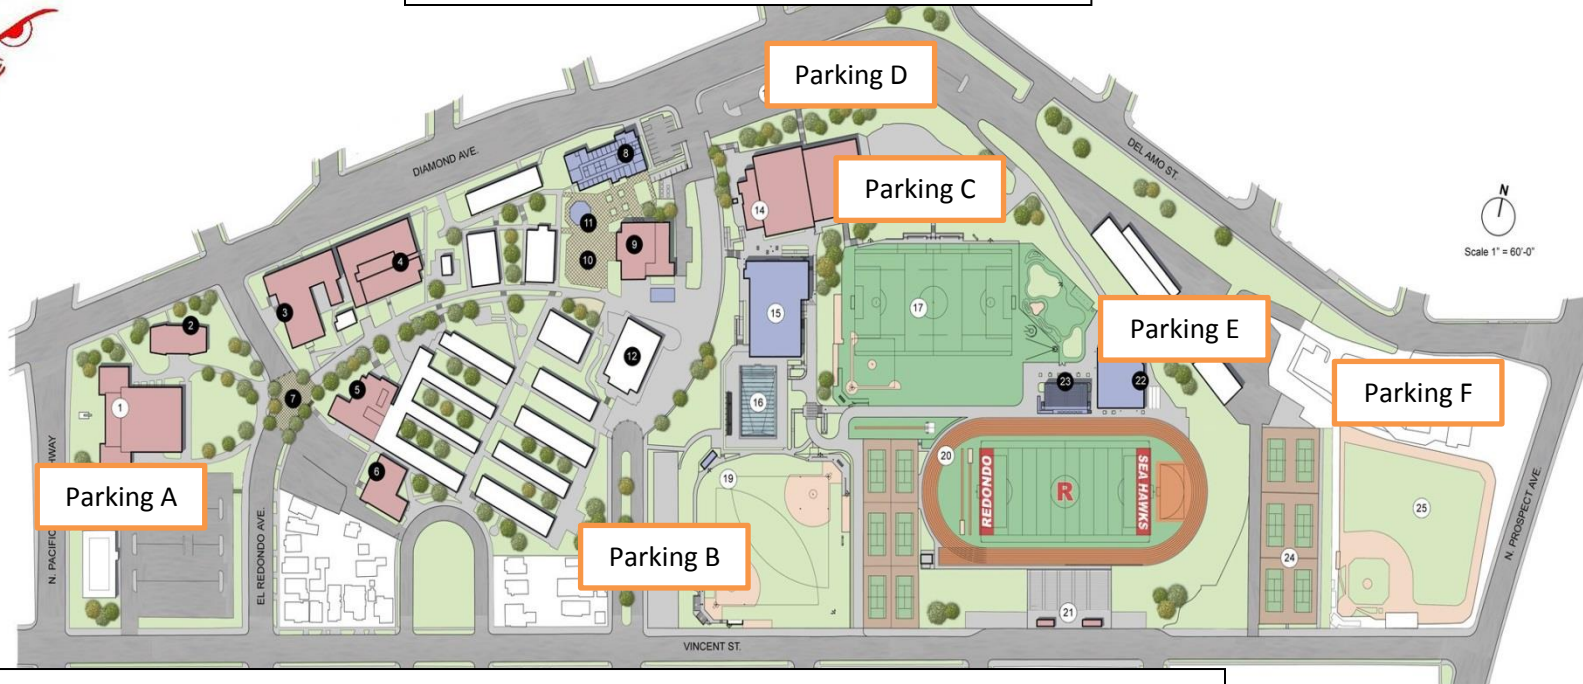 Parking D
DIAMOND AVE.
DEL AMO ST.
8
Parking C
N
14
11
9
4
10
Scale 1" = 60'-0"
3
15
17
2
Parking E
12
23
22
5
7
Parking F
1
16
6
20
19
REDONDO
R
SEA HAWKS
Parking A
25
N. PACIFIC
HWAY
EL REDONDO AVE.
Parking B
24
N. PROSPECT AVE.
21
VINCENT ST.